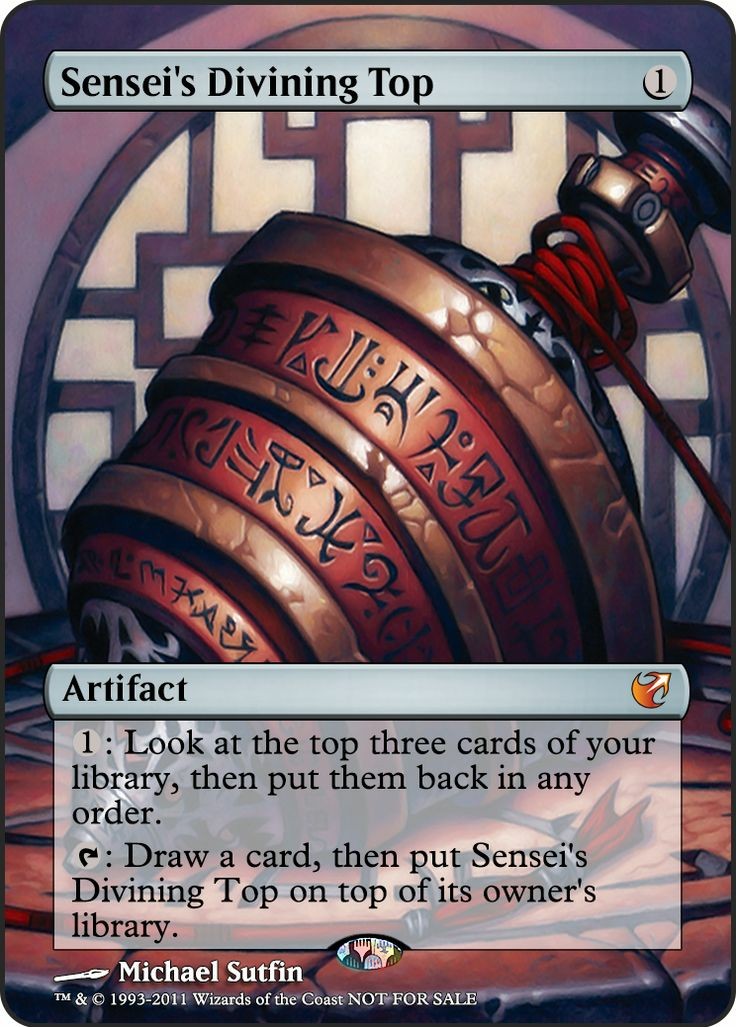 Sensei's Divining Top 1
Artifact
1: Look at the top three cards of your
library, then put them back in any
order.
: Draw a card, then put Sensei's
Divining Top on top of its owner's
library.
Michael Sutfin
™ & © 1993-2011 Wizards of the Coast NOT FOR SALE